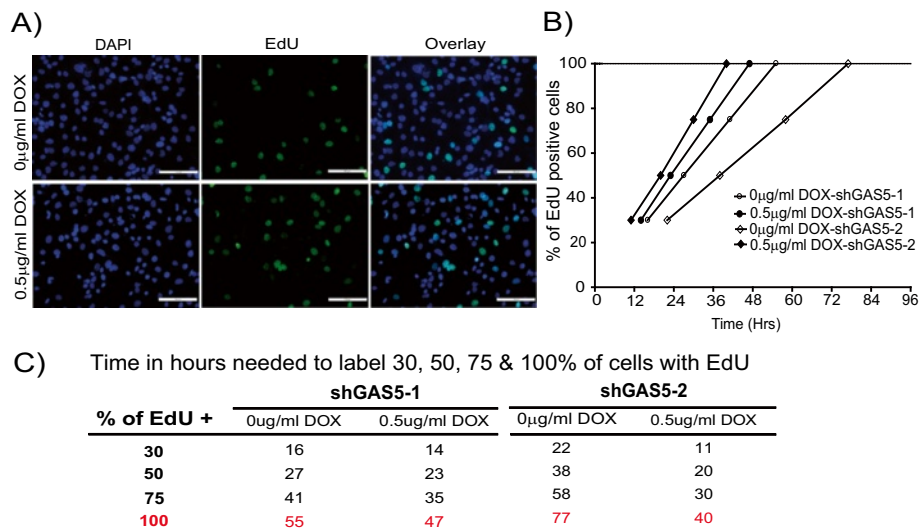 A)
DAPI EdU Overlay
0µg/ml DOX
0.5µg/ml DOX
B)
% of EdU positive cells
100
80
60
40
20
0
0 12 24 36 48 60 72 84 96
Time (Hrs)
0µg/ml DOX-shGAS5-1
0.5µg/ml DOX-shGAS5-1
0µg/ml DOX-shGAS5-2
0.5µg/ml DOX-shGAS5-2
C) Time in hours needed to label 30, 50, 75 & 100% of cells with EdU
shGAS5-1 shGAS5-2
% of EdU + 0ug/ml DOX 0.5ug/ml DOX 0µg/ml DOX 0.5ug/ml DOX
30 16 14 22 11
50 27 23 38 20
75 41 35 58 30
100 55 47 77 40